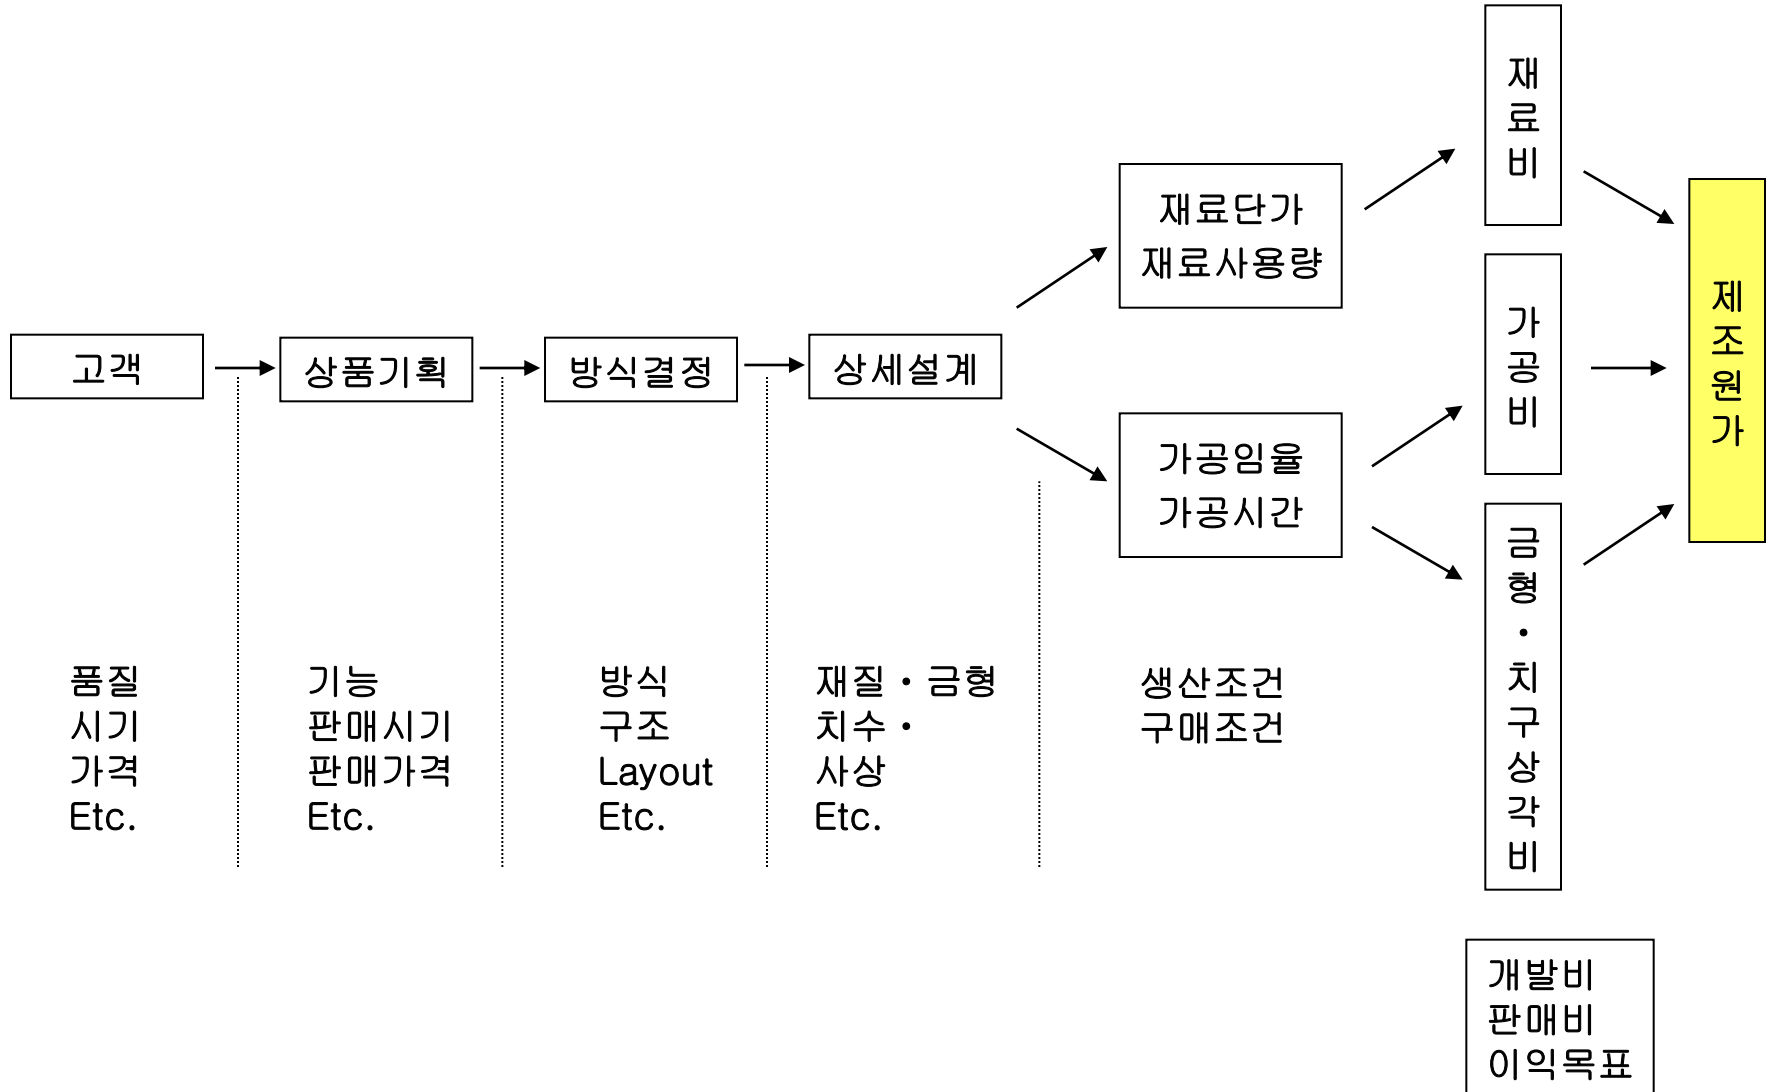 고객
상품기획
방식결정
상세설계
재료단가
재료사용량
가공임율
가공시간
재료비
가공비
금형・치구상각비
제조원가
품질
시기
가격
Etc.
기능
판매시기
판매가격
Etc.
방식
구조
Layout
Etc.
재질・금형
치수・
사상
Etc.
생산조건
구매조건
개발비
판매비
이익목표